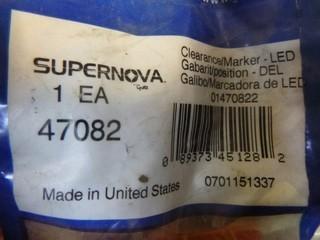 Clearance/Marker - LED
Gabarit/position - DEL
Galibo/Marcadora de LED
SUPERNOVA
1 EA
47082
01470822
0 89373 45128 2
Made in United States
0701151337